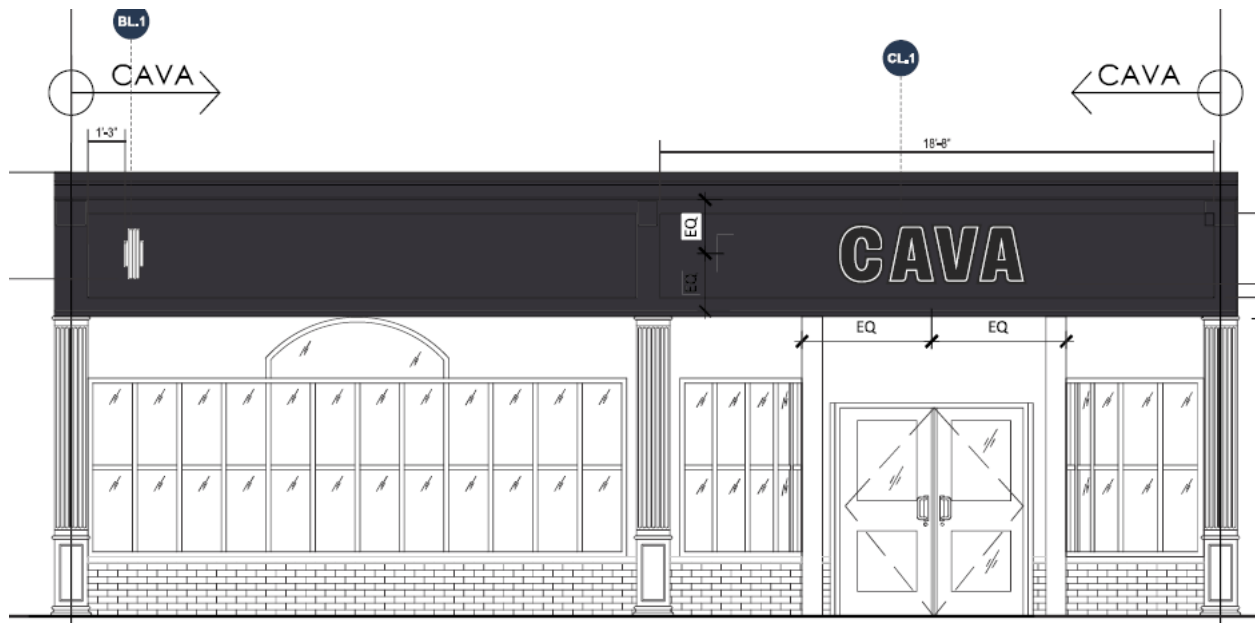 BL.1
CL.1
CAVA
CAVA
1'-3"
18'-8"
EQ
EQ
CAVA
EQ
EQ